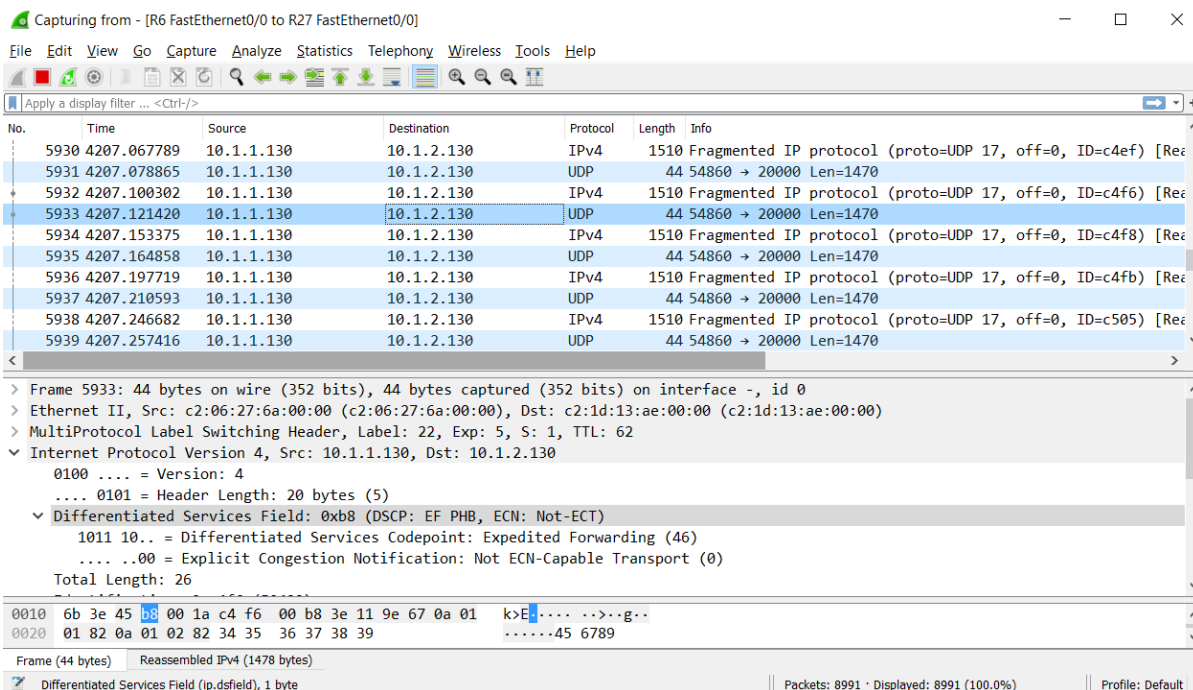 Capturing from - [R6 FastEthernet0/0 to R27 FastEthernet0/0]
File Edit View Go Capture Analyze Statistics Telephony Wireless Tools Help
Apply a display filter ... <Ctrl-/>
No. Time Source Destination Protocol Length Info
5930 4207.067789 10.1.1.130 10.1.2.130 IPv4 1510 Fragmented IP protocol (proto=UDP 17, off=0, ID=c4ef) [Rea
5931 4207.078865 10.1.1.130 10.1.2.130 UDP 44 54860 → 20000 Len=1470
5932 4207.100302 10.1.1.130 10.1.2.130 IPv4 1510 Fragmented IP protocol (proto=UDP 17, off=0, ID=c4f6) [Rea
5933 4207.121420 10.1.1.130 10.1.2.130 UDP 44 54860 → 20000 Len=1470
5934 4207.153375 10.1.1.130 10.1.2.130 IPv4 1510 Fragmented IP protocol (proto=UDP 17, off=0, ID=c4f8) [Rea
5935 4207.164858 10.1.1.130 10.1.2.130 UDP 44 54860 → 20000 Len=1470
5936 4207.197719 10.1.1.130 10.1.2.130 IPv4 1510 Fragmented IP protocol (proto=UDP 17, off=0, ID=c4fb) [Rea
5937 4207.210593 10.1.1.130 10.1.2.130 UDP 44 54860 → 20000 Len=1470
5938 4207.246682 10.1.1.130 10.1.2.130 IPv4 1510 Fragmented IP protocol (proto=UDP 17, off=0, ID=c505) [Rea
5939 4207.257416 10.1.1.130 10.1.2.130 UDP 44 54860 → 20000 Len=1470
Frame 5933: 44 bytes on wire (352 bits), 44 bytes captured (352 bits) on interface -, id 0
Ethernet II, Src: c2:06:27:6a:00:00 (c2:06:27:6a:00:00), Dst: c2:1d:13:ae:00:00 (c2:1d:13:ae:00:00)
MultiProtocol Label Switching Header, Label: 22, Exp: 5, S: 1, TTL: 62
Internet Protocol Version 4, Src: 10.1.1.130, Dst: 10.1.2.130
0100 .... = Version: 4
.... 0101 = Header Length: 20 bytes (5)
Differentiated Services Field: 0xb8 (DSCP: EF PHB, ECN: Not-ECT)
1011 10.. = Differentiated Services Codepoint: Expedited Forwarding (46)
.... ..00 = Explicit Congestion Notification: Not ECN-Capable Transport (0)
Total Length: 26
0010 6b 3e 45 b8 00 1a c4 f6 00 b8 3e 11 9e 67 0a 01 k>E····· ··>··g··
0020 01 82 0a 01 02 82 34 35 36 37 38 39 ······45 6789
Frame (44 bytes) Reassembled IPv4 (1478 bytes)
Differentiated Services Field (ip.dsfield), 1 byte Packets: 8991 · Displayed: 8991 (100.0%) Profile: Default